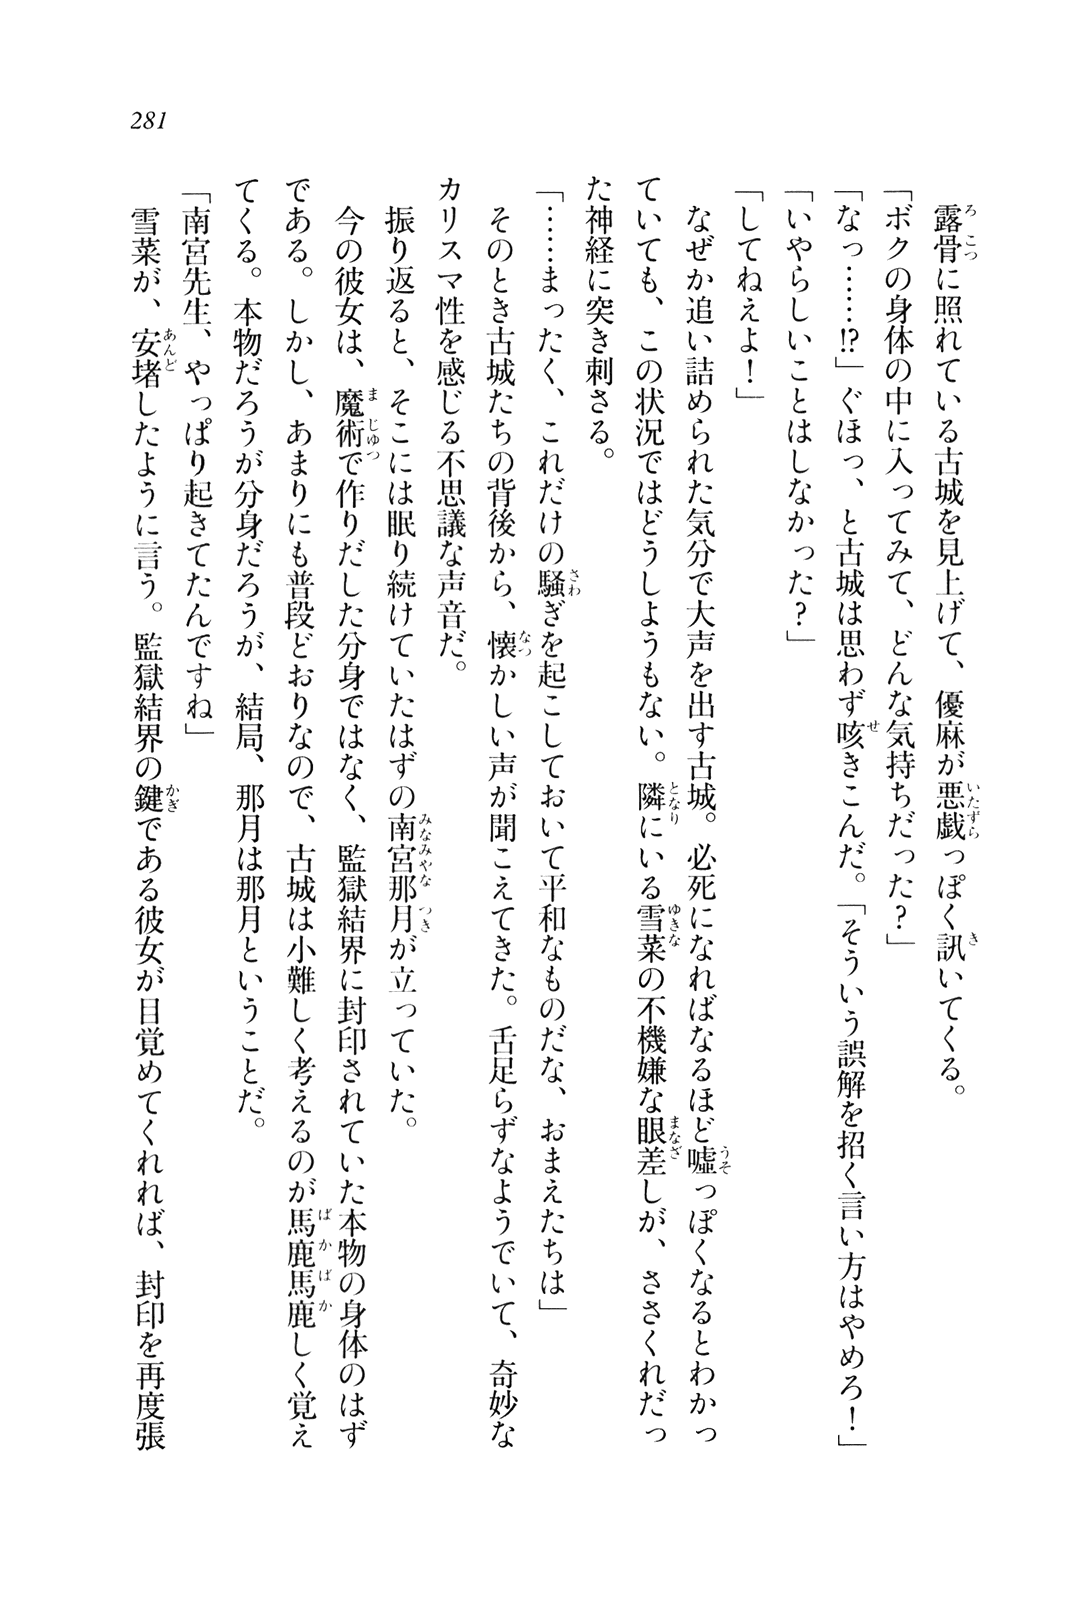 281
露骨に照れている古城を見上げて、優麻が悪戯っぽく訊いてくる。
「ボクの身体の中に入ってみて、どんな気持ちだった？」
「なっ……!?」ぐほっ、と古城は思わず咳きこんだ。「そういう誤解を招く言い方はやめろ！」
「いやらしいことはしなかった？」
「してねえよ！」
なぜか追い詰められた気分で大声を出す古城。必死になればなるほど嘘っぽくなるとわかっ
ていても、この状況ではどうしようもない。隣にいる雪菜の不機嫌な眼差しが、ささくれだっ
た神経に突き刺さる。
「……まったく、これだけの騒ぎを起こしておいて平和なものだな、おまえたちは」
そのとき古城たちの背後から、懐かしい声が聞こえてきた。舌足らずなようでいて、奇妙な
カリスマ性を感じる不思議な声音だ。
振り返ると、そこには眠り続けていたはずの南宮那月が立っていた。
今の彼女は、魔術で作りだした分身ではなく、監獄結界に封印されていた本物の身体のはず
である。しかし、あまりにも普段どおりなので、古城は小難しく考えるのが馬鹿馬鹿しく覚え
てくる。本物だろうが分身だろうが、結局、那月は那月ということだ。
「南宮先生、やっぱり起きてたんですね」
雪菜が、安堵したように言う。監獄結界の鍵である彼女が目覚めてくれれば、封印を再度張